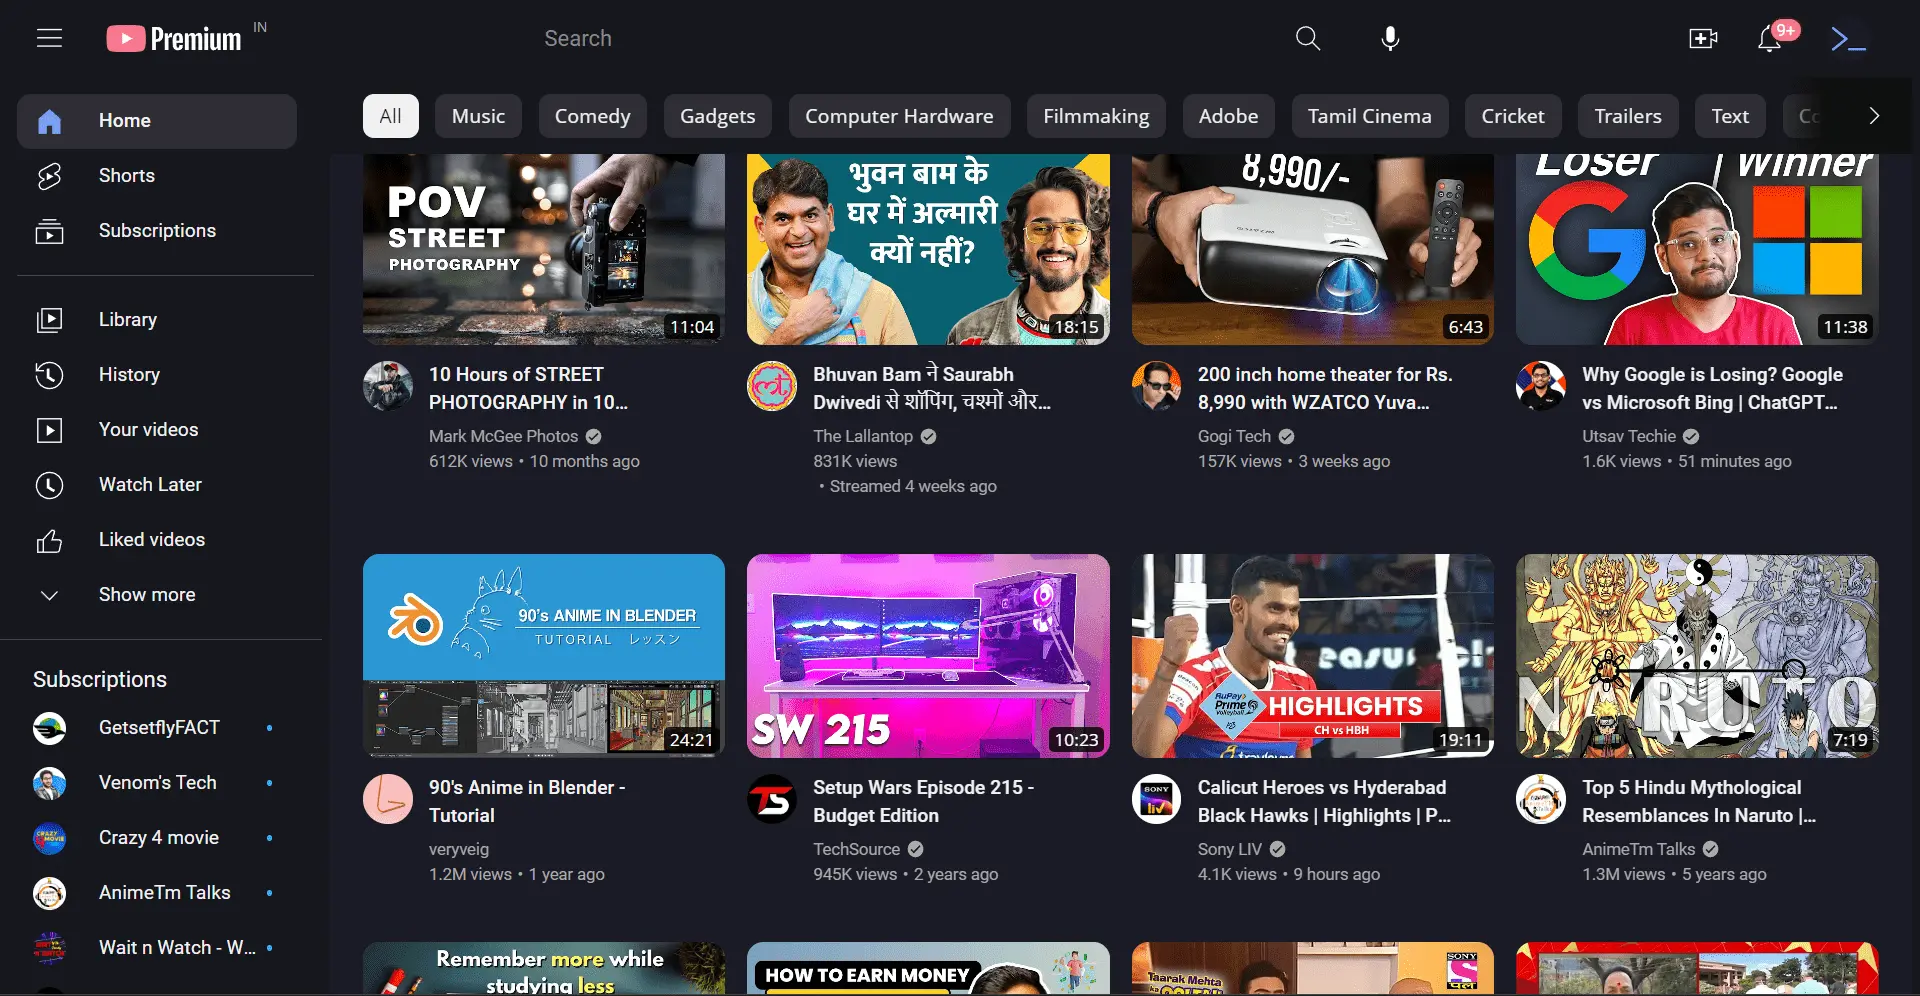 Premium IN
Search
9+
Home
Shorts
Subscriptions
Library
History
Your videos
Watch Later
Liked videos
Show more
Subscriptions
GetsetflyFACT
Venom's Tech
Crazy 4 movie
AnimeTm Talks
Wait n Watch - W...
All
Music
Comedy
Gadgets
Computer Hardware
Filmmaking
Adobe
Tamil Cinema
Cricket
Trailers
Text
POV
STREET
PHOTOGRAPHY
11:04
10 Hours of STREET
PHOTOGRAPHY in 10...
Mark McGee Photos
612K views • 10 months ago
भुवन बाम के
घर में अल्मारी
क्यों नहीं?
18:15
Bhuvan Bam ने Saurabh
Dwivedi से शॉपिंग, चश्मों और...
The Lallantop
831K views
• Streamed 4 weeks ago
8,990/-
6:43
200 inch home theater for Rs.
8,990 with WZATCO Yuva...
Gogi Tech
157K views • 3 weeks ago
Loser Winner
11:38
Why Google is Losing? Google
vs Microsoft Bing | ChatGPT...
Utsav Techie
1.6K views • 51 minutes ago
90's ANIME IN BLENDER
TUTORIAL レッスン
24:21
90's Anime in Blender -
Tutorial
veryveig
1.2M views • 1 year ago
SW 215
10:23
TS
Setup Wars Episode 215 -
Budget Edition
TechSource
945K views • 2 years ago
RuPay
Prime
Volleyball
HIGHLIGHTS
CH vs HBH
19:11
SONY
liv
Calicut Heroes vs Hyderabad
Black Hawks | Highlights | P...
Sony LIV
4.1K views • 9 hours ago
NARUTO
7:19
Top 5 Hindu Mythological
Resemblances In Naruto |...
AnimeTm Talks
1.3M views • 5 years ago
Remember more while
studying less
HOW TO EARN MONEY
Taarak Mehta
SONY